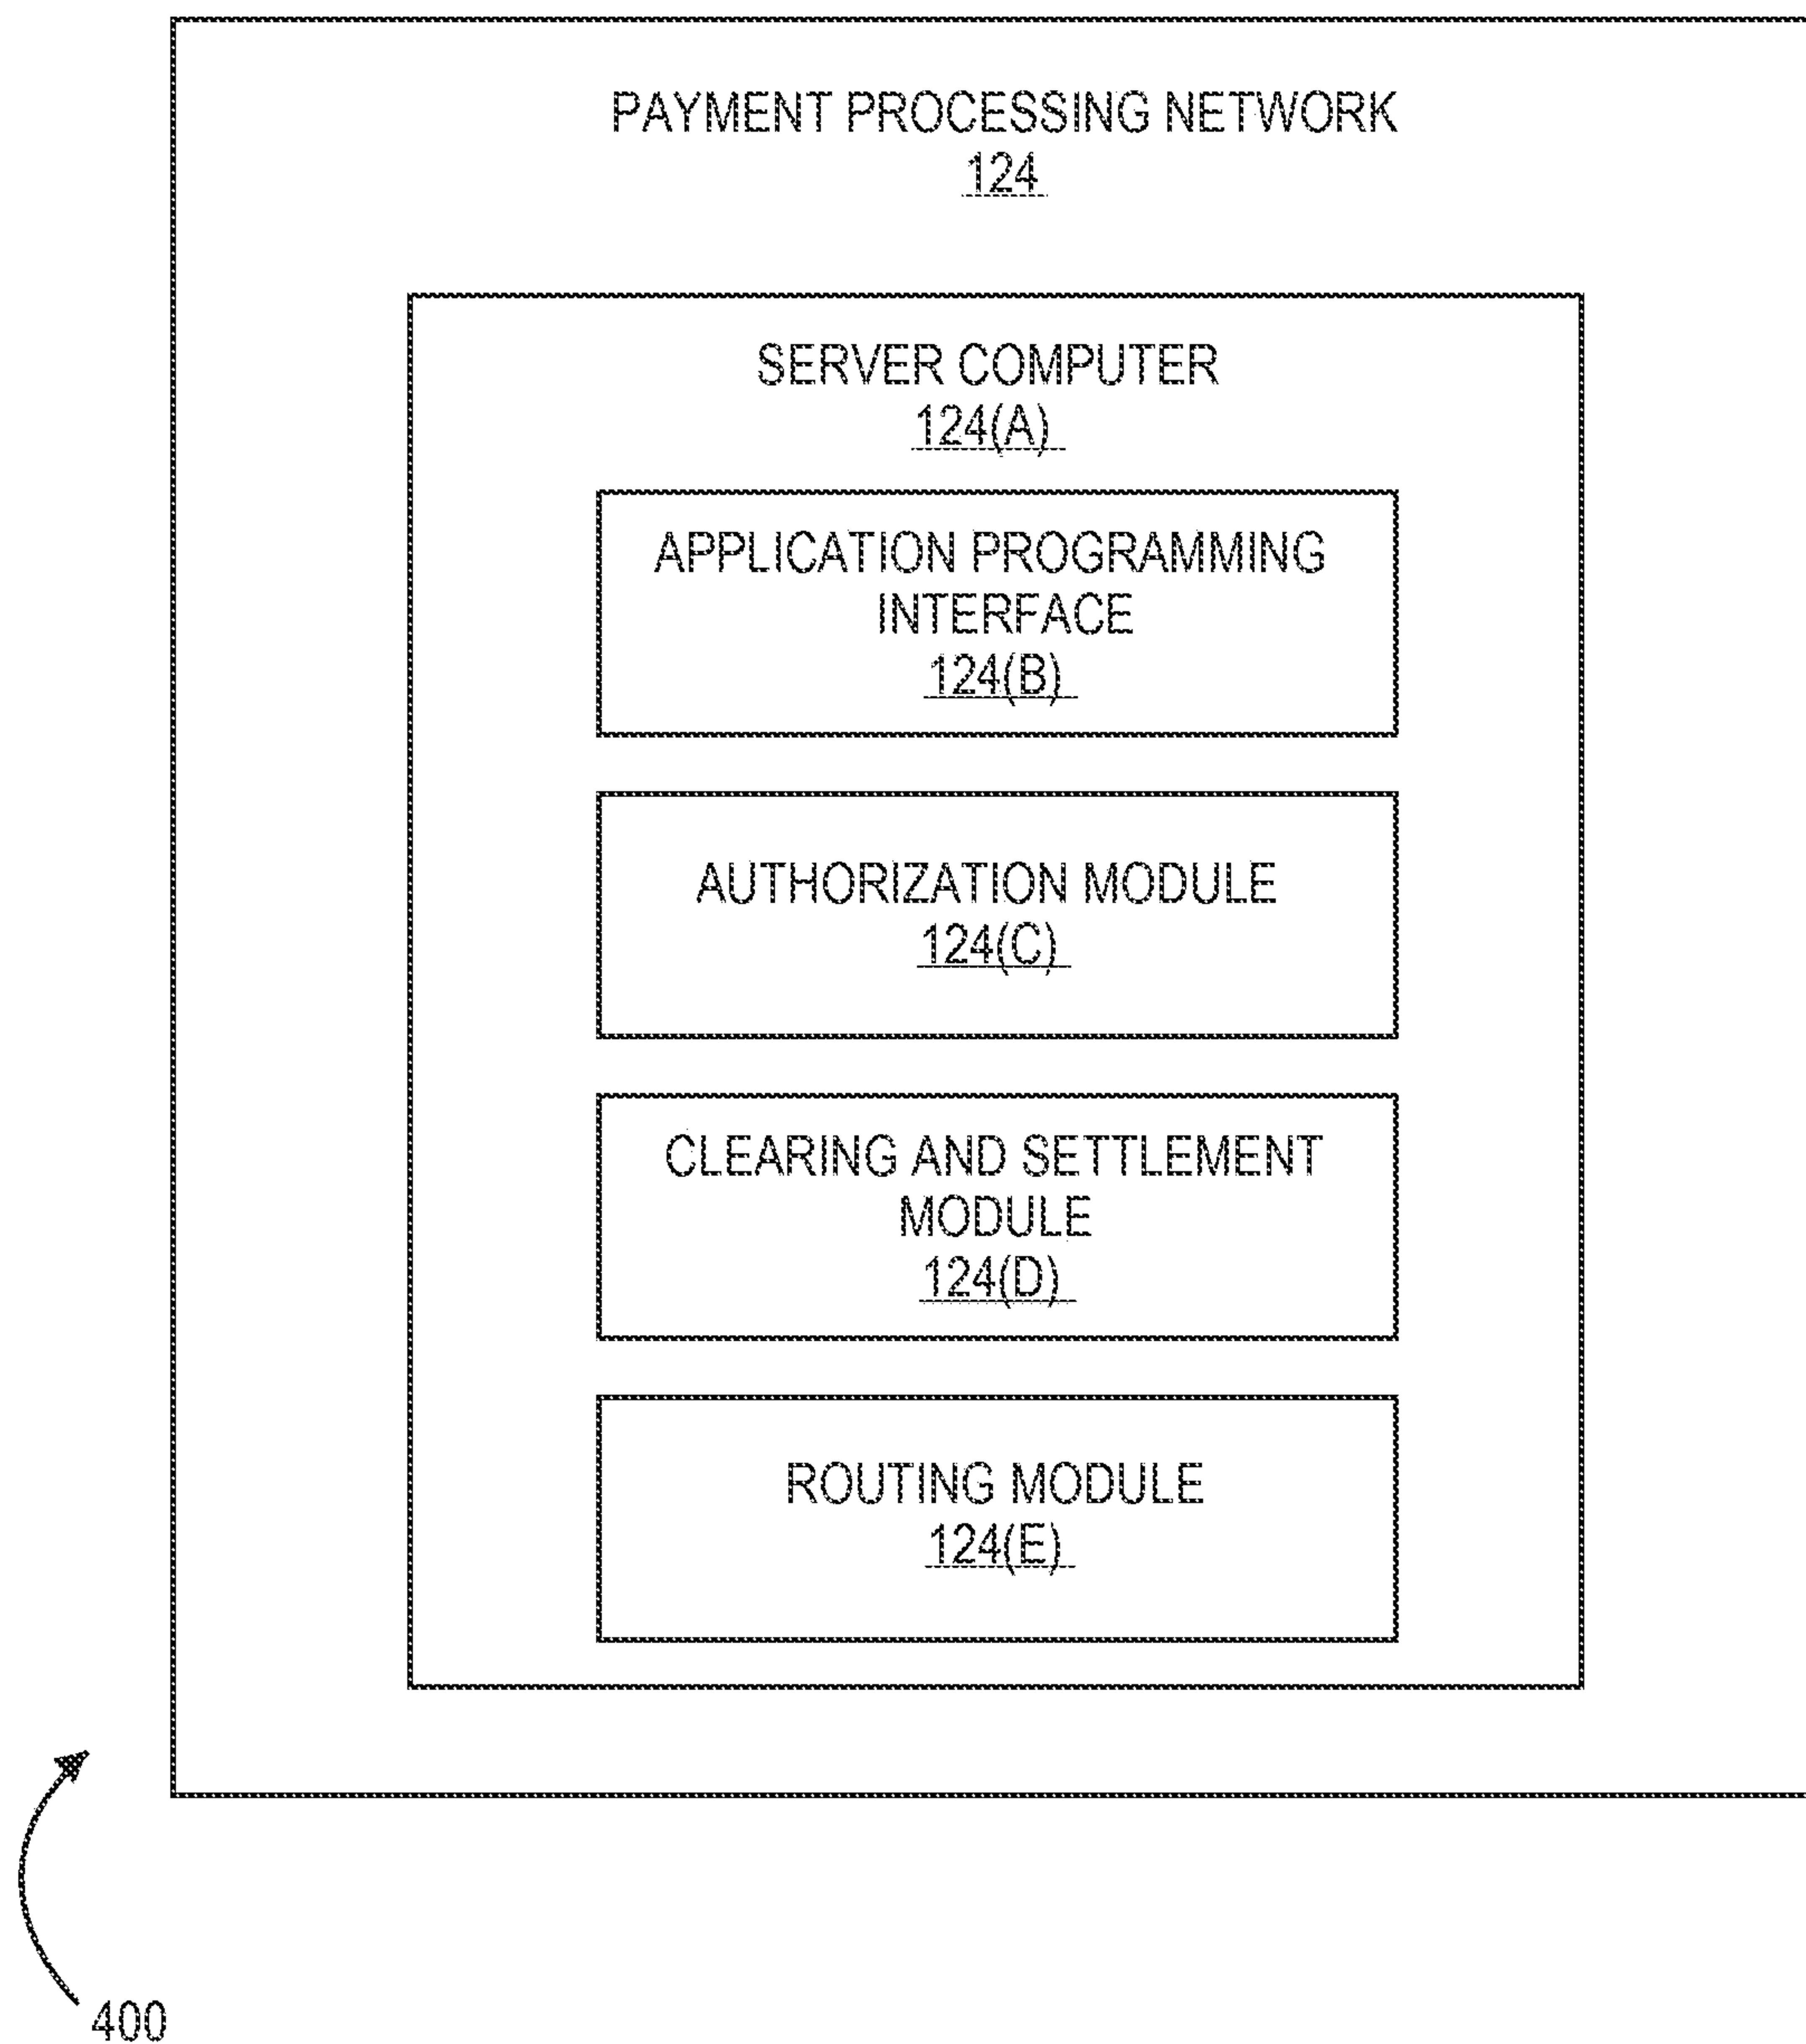 PAYMENT PROCESSING NETWORK
124
SERVER COMPUTER
124(A)
APPLICATION PROGRAMMING
INTERFACE
124(B)
AUTHORIZATION MODULE
124(C)
CLEARING AND SETTLEMENT
MODULE
124(D)
ROUTING MODULE
124(E)
400